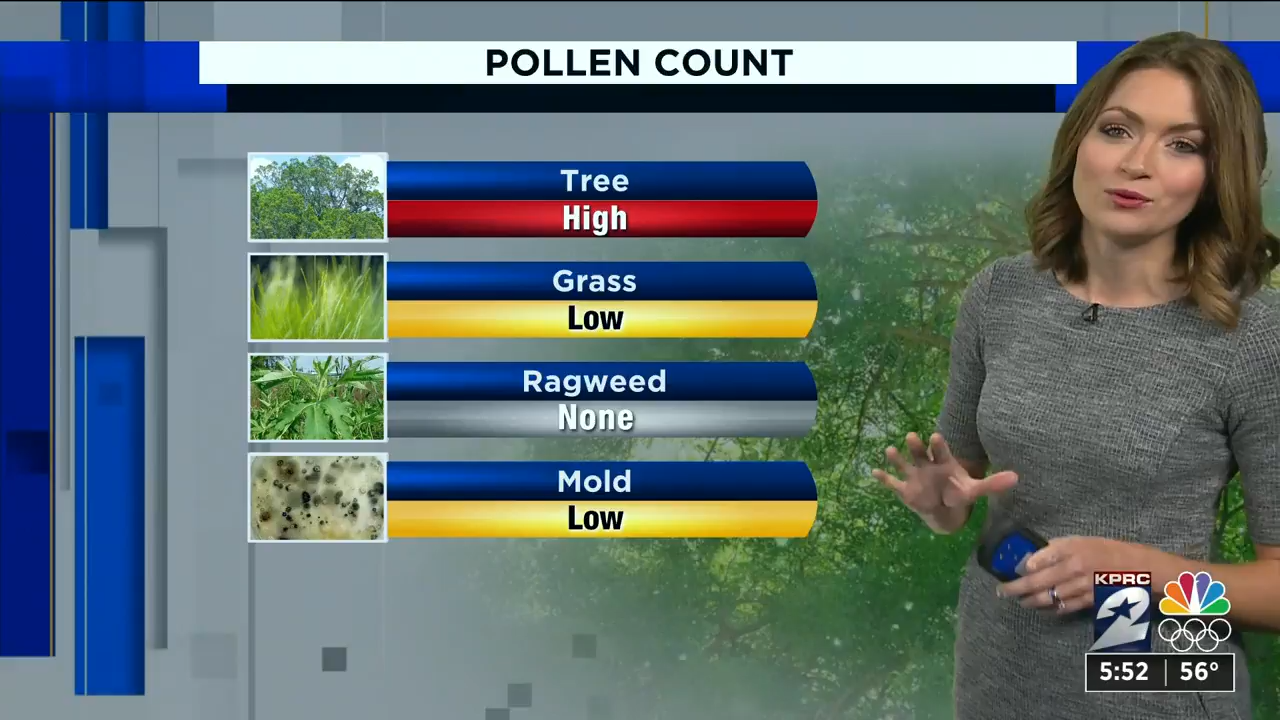 POLLEN COUNT
Tree
High
Grass
Low
Ragweed
None
Mold
Low
KPRC
2
5:52 56°